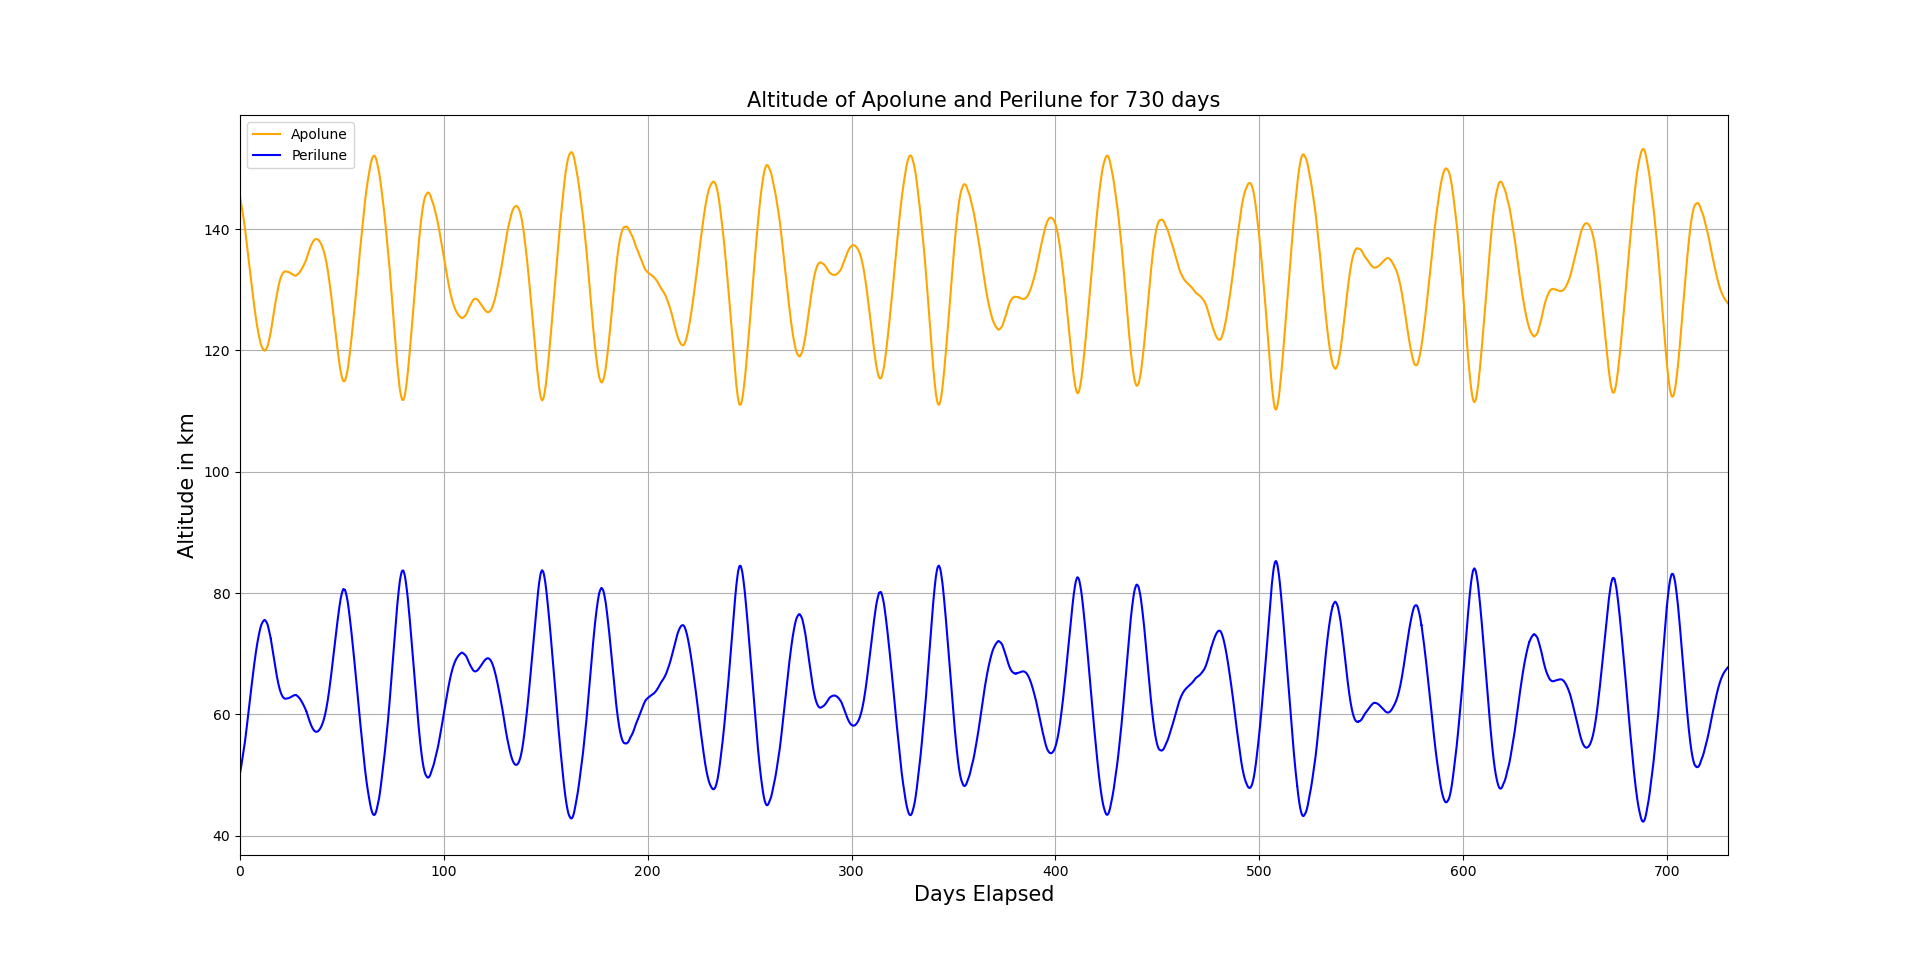 Altitude of Apolune and Perilune for 730 days
Apolune
Perilune
140
120
100
80
60
40
Altitude in km
0 100 200 300 400 500 600 700
Days Elapsed